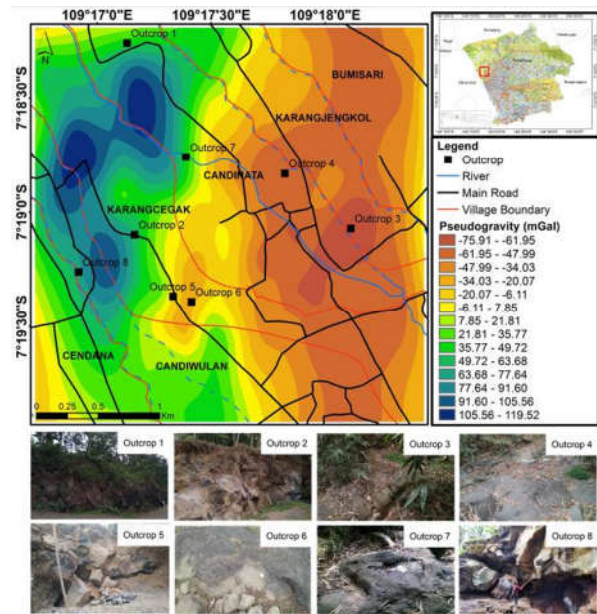 109°17'0"E
109°17'30"E
109°18'0"E
7°18'30"S
7°19'0"S
7°19'30"S
N
Outcrop 1
BUMISARI
KARANGJENGKOL
Outcrop 7
CANDIRATA
Outcrop 4
KARANGCEGAK
Outcrop 3
Outcrop 2
Outcrop 8
Outcrop 5
Outcrop 6
CENDANA
CANDIWULAN
0 0.25 0.5 1
Km
Legend
Outcrop
River
Main Road
Village Boundary
Pseudogravity (mGal)
-75.91 - -61.95
-61.95 - -47.99
-47.99 - -34.03
-34.03 - -20.07
-20.07 - -6.11
-6.11 - 7.85
7.85 - 21.81
21.81 - 35.77
35.77 - 49.72
49.72 - 63.68
63.68 - 77.64
77.64 - 91.60
91.60 - 105.56
105.56 - 119.52
Outcrop 1
Outcrop 2
Outcrop 3
Outcrop 4
Outcrop 5
Outcrop 6
Outcrop 7
Outcrop 8